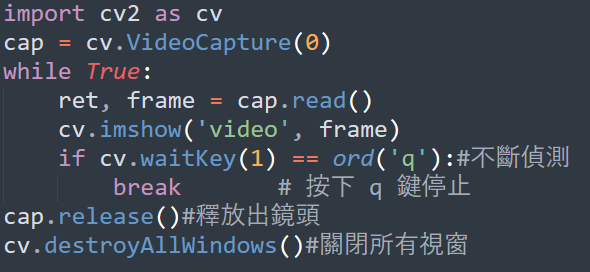 import cv2 as cv
cap = cv.VideoCapture(0)
while True:
    ret, frame = cap.read()
    cv.imshow('video', frame)
    if cv.waitKey(1) == ord('q'):#不斷偵測
        break       # 按下 q 鍵停止
cap.release()#釋放出鏡頭
cv.destroyAllWindows()#關閉所有視窗